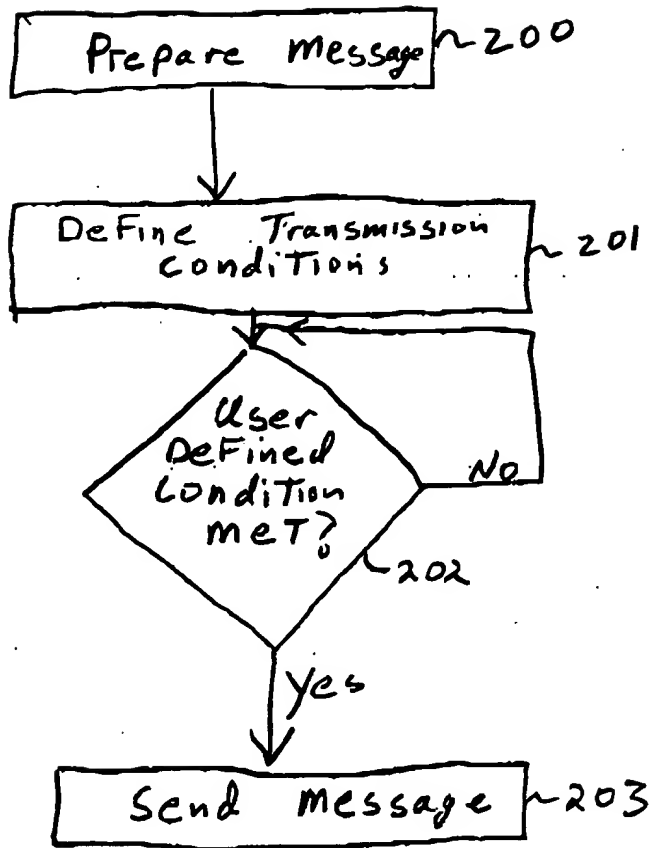 Prepare Message 200
Define Transmission 201
Conditions
User
Defined
Condition
met?
No
202
Yes
Send Message 203